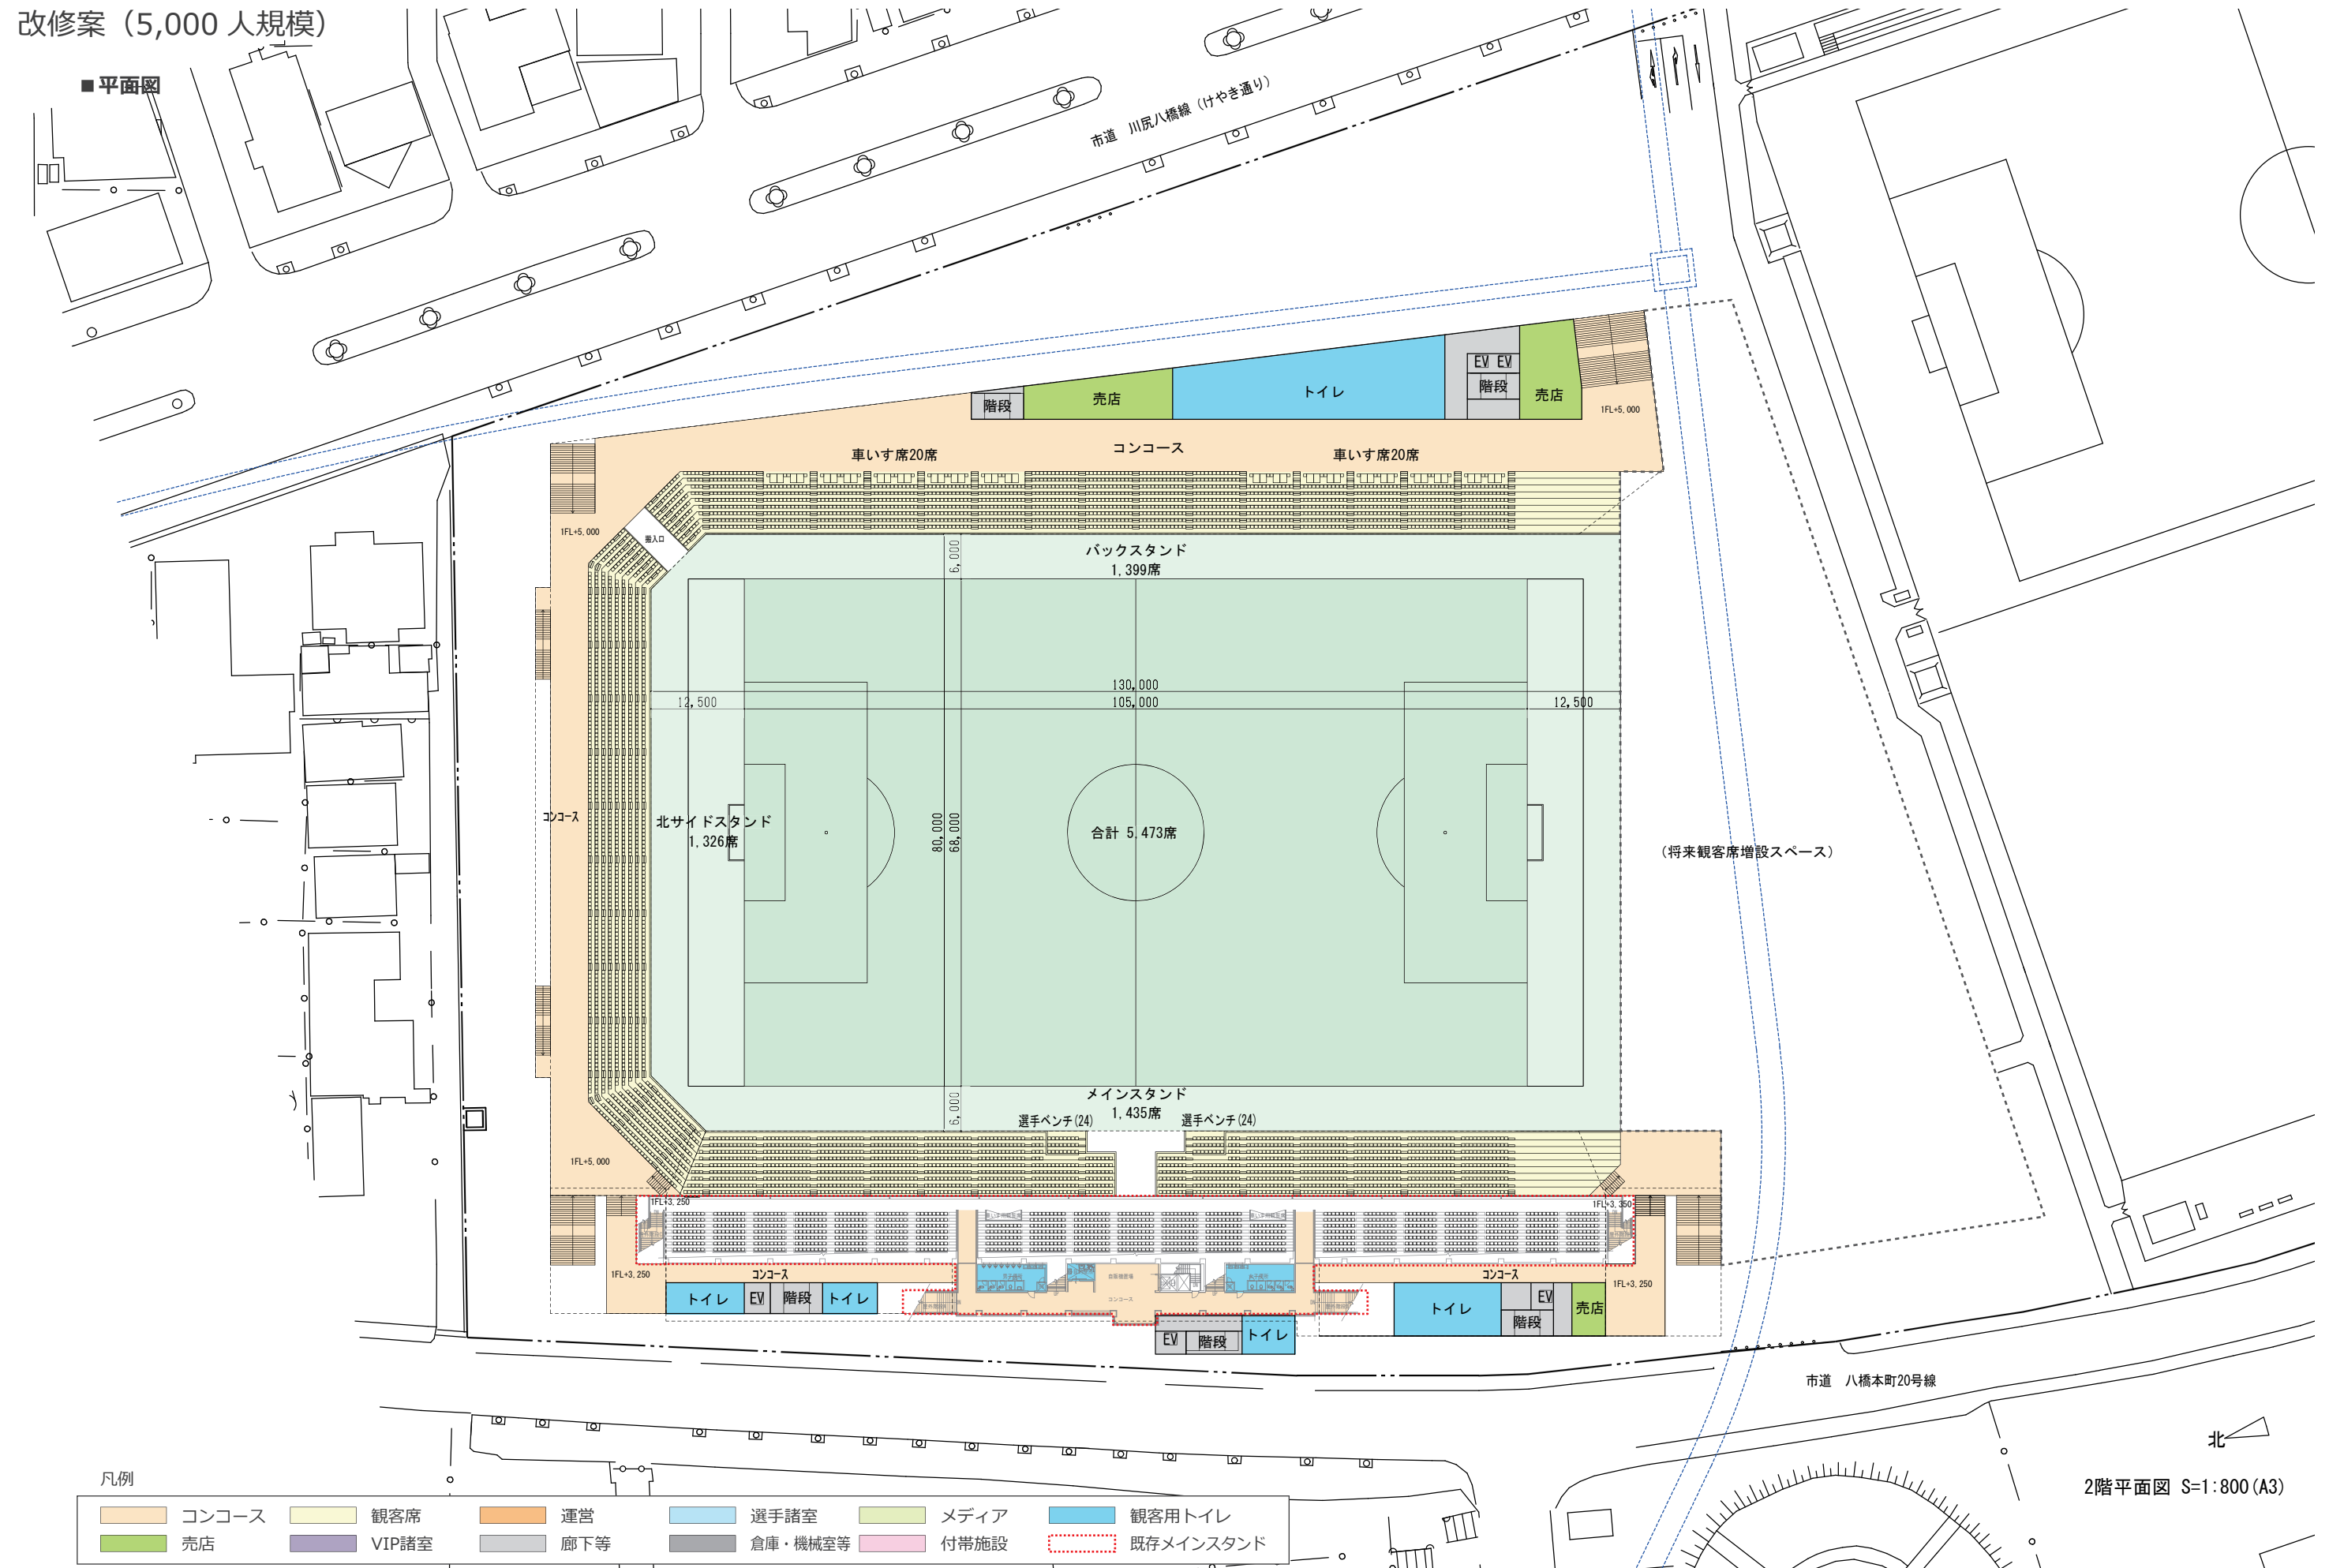 改修案（5,000 人規模）
■平面図
市道　川尻八橋線（けやき通り）
EV EV
階段
階段
売店
トイレ
売店
1FL+5,000
車いす席20席
コンコース
車いす席20席
1FL+5,000
搬入口
6,000
バックスタンド
1,399席
130,000
12,500
105,000
12,500
コンコース
北サイドスタンド
1,326席
80,000
68,000
合計 5,473席
（将来観客席増設スペース）
6,000
メインスタンド
1,435席
選手ベンチ(24)
選手ベンチ(24)
1FL+5,000
1FL+3,250
1FL+3,350
1FL+3,250
コンコース
コンコース
コンコース
1FL+3,250
トイレ
EV
階段
トイレ
トイレ
EV
階段
売店
EV
階段
トイレ
市道　八橋本町20号線
北
2階平面図 S=1:800(A3)
凡例
コンコース
観客席
運営
選手諸室
メディア
観客用トイレ
売店
VIP諸室
廊下等
倉庫・機械室等
付帯施設
既存メインスタンド